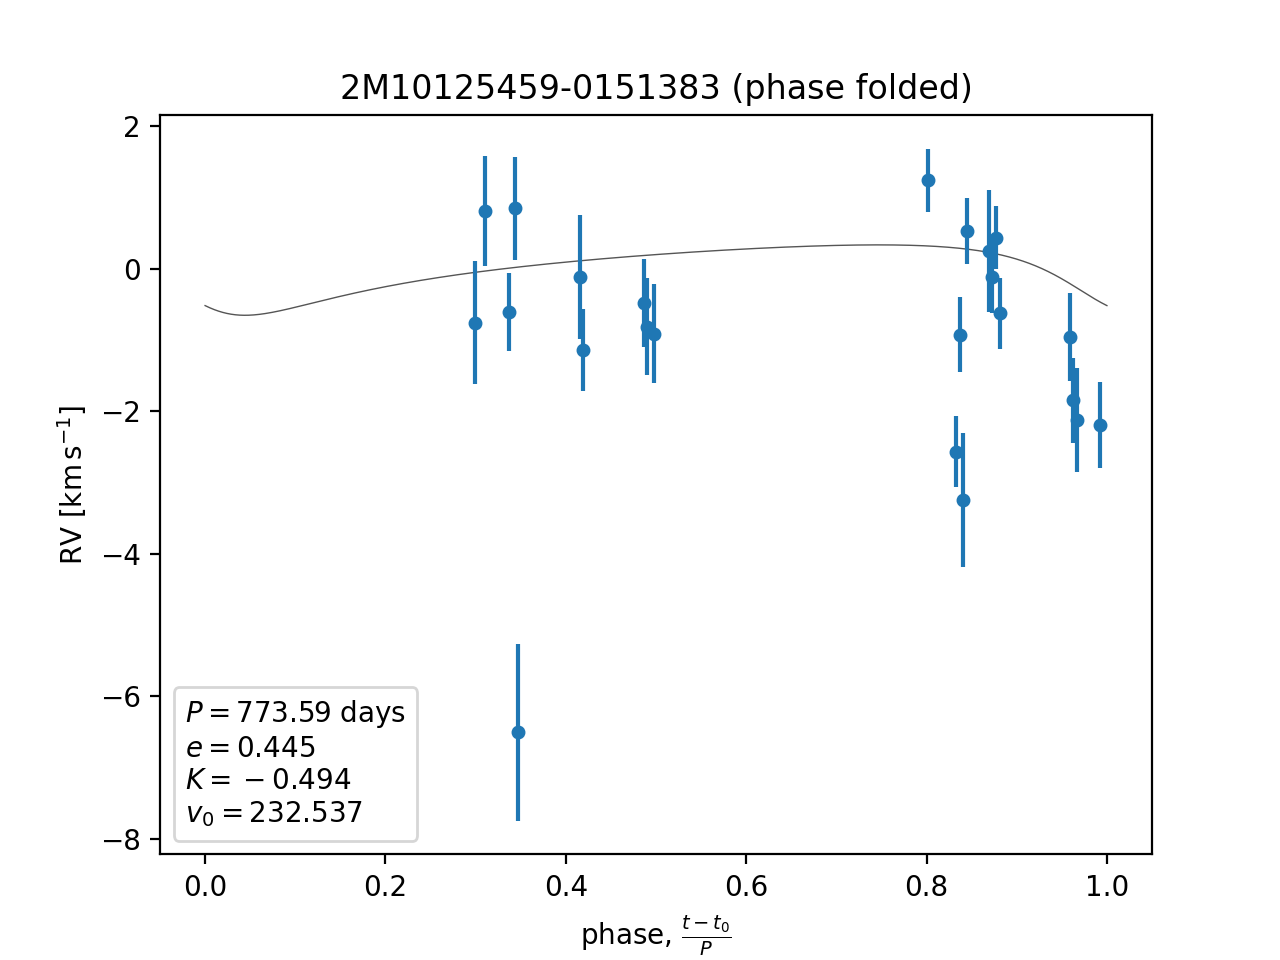 2M10125459-0151383 (phase folded)
2
0
−2
−4
−6
−8
RV [km s⁻¹]
P = 773.59 days
e = 0.445
K = −0.494
v₀ = 232.537
0.0 0.2 0.4 0.6 0.8 1.0
phase, (t − t₀)/P